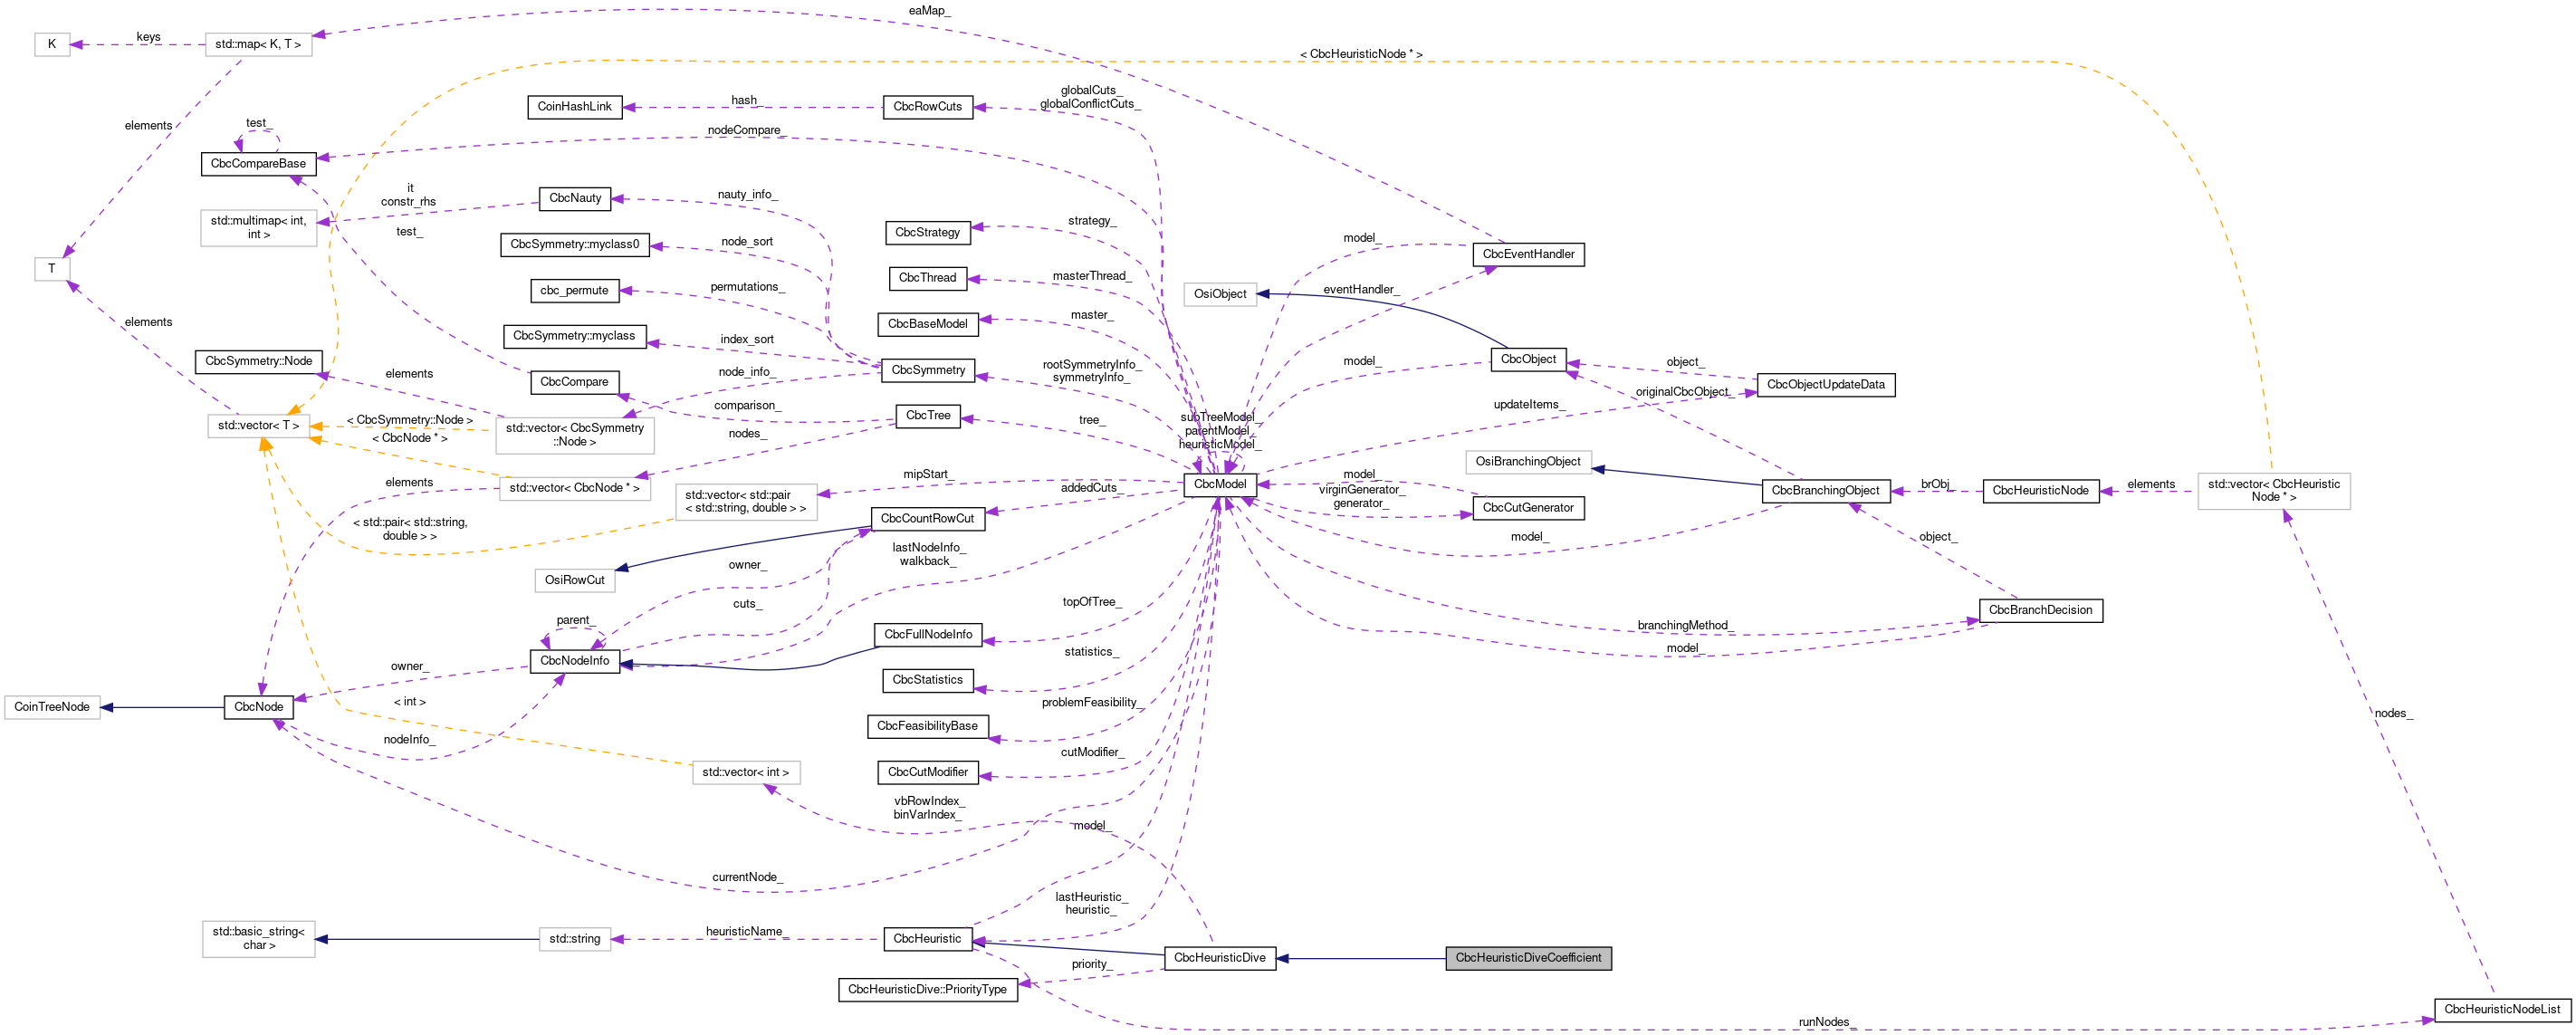 eaMap_
K
keys
std::map< K, T >
< CbcHeuristicNode * >
CoinHashLink
hash_
CbcRowCuts
globalCuts_
globalConflictCuts_
elements
test_
CbcCompareBase
nodeCompare_
it
constr_rhs
CbcNauty
nauty_info_
std::multimap< int,
int >
test_
CbcSymmetry::myclass0
node_sort
CbcStrategy
strategy_
model_
CbcEventHandler
T
cbc_permute
permutations_
CbcThread
masterThread_
eventHandler_
OsiObject
elements
CbcSymmetry::myclass
index_sort
CbcBaseModel
master_
CbcSymmetry::Node
elements
CbcCompare
node_info_
CbcSymmetry
rootSymmetryInfo_
symmetryInfo_
model_
CbcObject
object_
CbcObjectUpdateData
originalCbcObject_
updateItems_
std::vector< T >
< CbcSymmetry::Node >
< CbcNode * >
std::vector< CbcSymmetry
::Node >
comparison_
nodes_
CbcTree
tree_
subTreeModel_
parentModel_
heuristicModel_
OsiBranchingObject
elements
std::vector< CbcNode * >
std::vector< std::pair
< std::string, double > >
mipStart_
addedCuts_
CbcModel
model_
virginGenerator_
generator_
CbcCutGenerator
CbcBranchingObject
brObj_
CbcHeuristicNode
elements
std::vector< CbcHeuristic
Node * >
< std::pair< std::string,
double > >
CbcCountRowCut
lastNodeInfo_
walkback_
model_
object_
OsiRowCut
owner_
cuts_
topOfTree_
CbcBranchDecision
branchingMethod_
model_
parent_
CbcNodeInfo
CbcFullNodeInfo
statistics_
owner_
CbcStatistics
CoinTreeNode
CbcNode
< int >
nodeInfo_
problemFeasibility_
CbcFeasibilityBase
nodes_
std::vector< int >
CbcCutModifier
cutModifier_
vbRowIndex_
binVarIndex_
model_
currentNode_
lastHeuristic_
heuristic_
std::basic_string<
char >
std::string
heuristicName_
CbcHeuristic
CbcHeuristicDive
CbcHeuristicDiveCoefficient
priority_
CbcHeuristicDive::PriorityType
runNodes_
CbcHeuristicNodeList